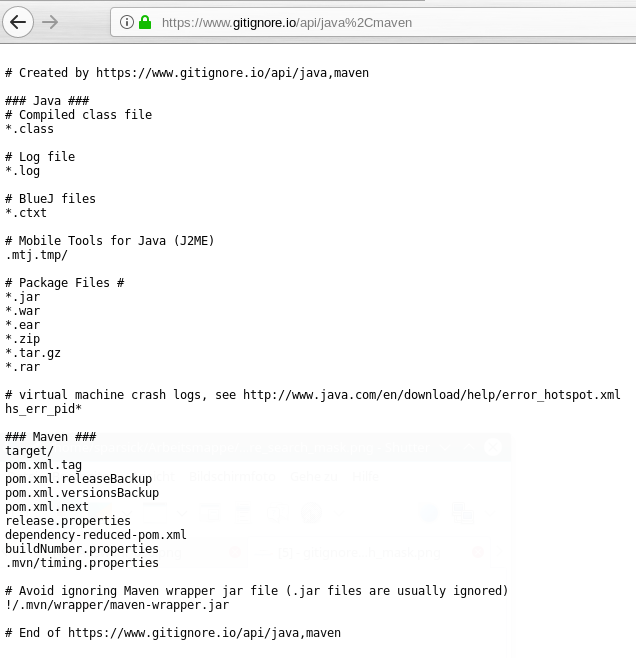 https://www.gitignore.io/api/java%2Cmaven
# Created by https://www.gitignore.io/api/java,maven
### Java ###
# Compiled class file
*.class
# Log file
*.log
# BlueJ files
*.ctxt
# Mobile Tools for Java (J2ME)
.mtj.tmp/
# Package Files #
*.jar
*.war
*.ear
*.zip
*.tar.gz
*.rar
# virtual machine crash logs, see http://www.java.com/en/download/help/error_hotspot.xml
hs_err_pid*
### Maven ###
target/
pom.xml.tag
pom.xml.releaseBackup
pom.xml.versionsBackup
pom.xml.next
release.properties
dependency-reduced-pom.xml
buildNumber.properties
.mvn/timing.properties
# Avoid ignoring Maven wrapper jar file (.jar files are usually ignored)
!/.mvn/wrapper/maven-wrapper.jar
# End of https://www.gitignore.io/api/java,maven